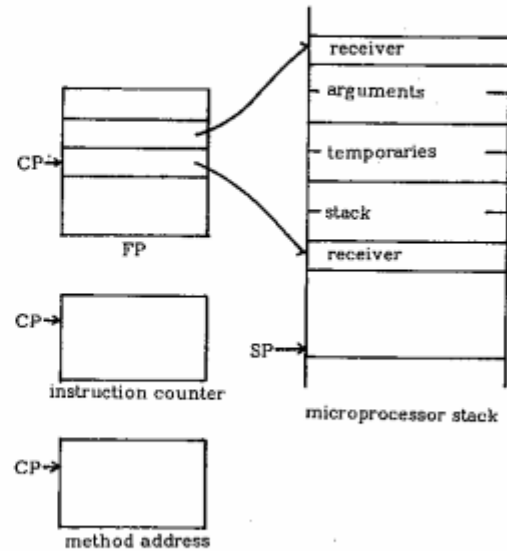 receiver
arguments
temporaries
stack
receiver
CP
FP
CP
instruction counter
SP
microprocessor stack
CP
method address